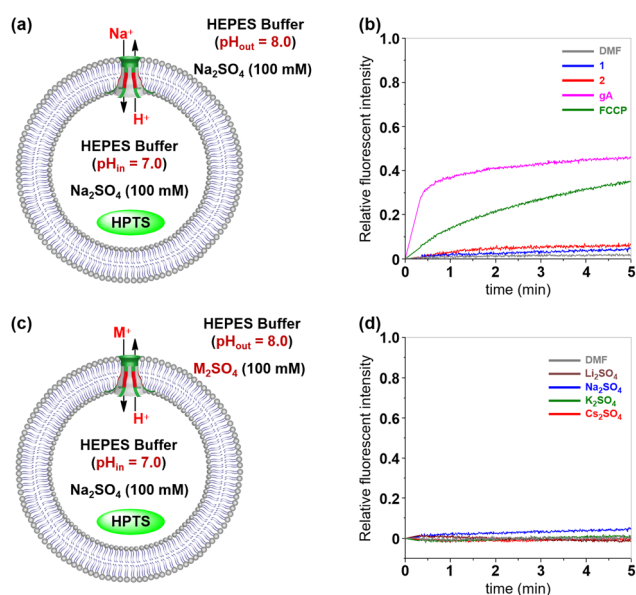 (a)
Na⁺
HEPES Buffer
(pHout = 8.0)
Na₂SO₄ (100 mM)
H⁺
HEPES Buffer
(pHin = 7.0)
Na₂SO₄ (100 mM)
HPTS
(b)
Relative fluorescent intensity
1.0
0.8
0.6
0.4
0.2
0
DMF
1
2
gA
FCCP
0 1 2 3 4 5
time (min)
(c)
M⁺
HEPES Buffer
(pHout = 8.0)
M₂SO₄ (100 mM)
H⁺
HEPES Buffer
(pHin = 7.0)
Na₂SO₄ (100 mM)
HPTS
(d)
Relative fluorescent intensity
1.0
0.8
0.6
0.4
0.2
0
DMF
Li₂SO₄
Na₂SO₄
K₂SO₄
Cs₂SO₄
0 1 2 3 4 5
time (min)